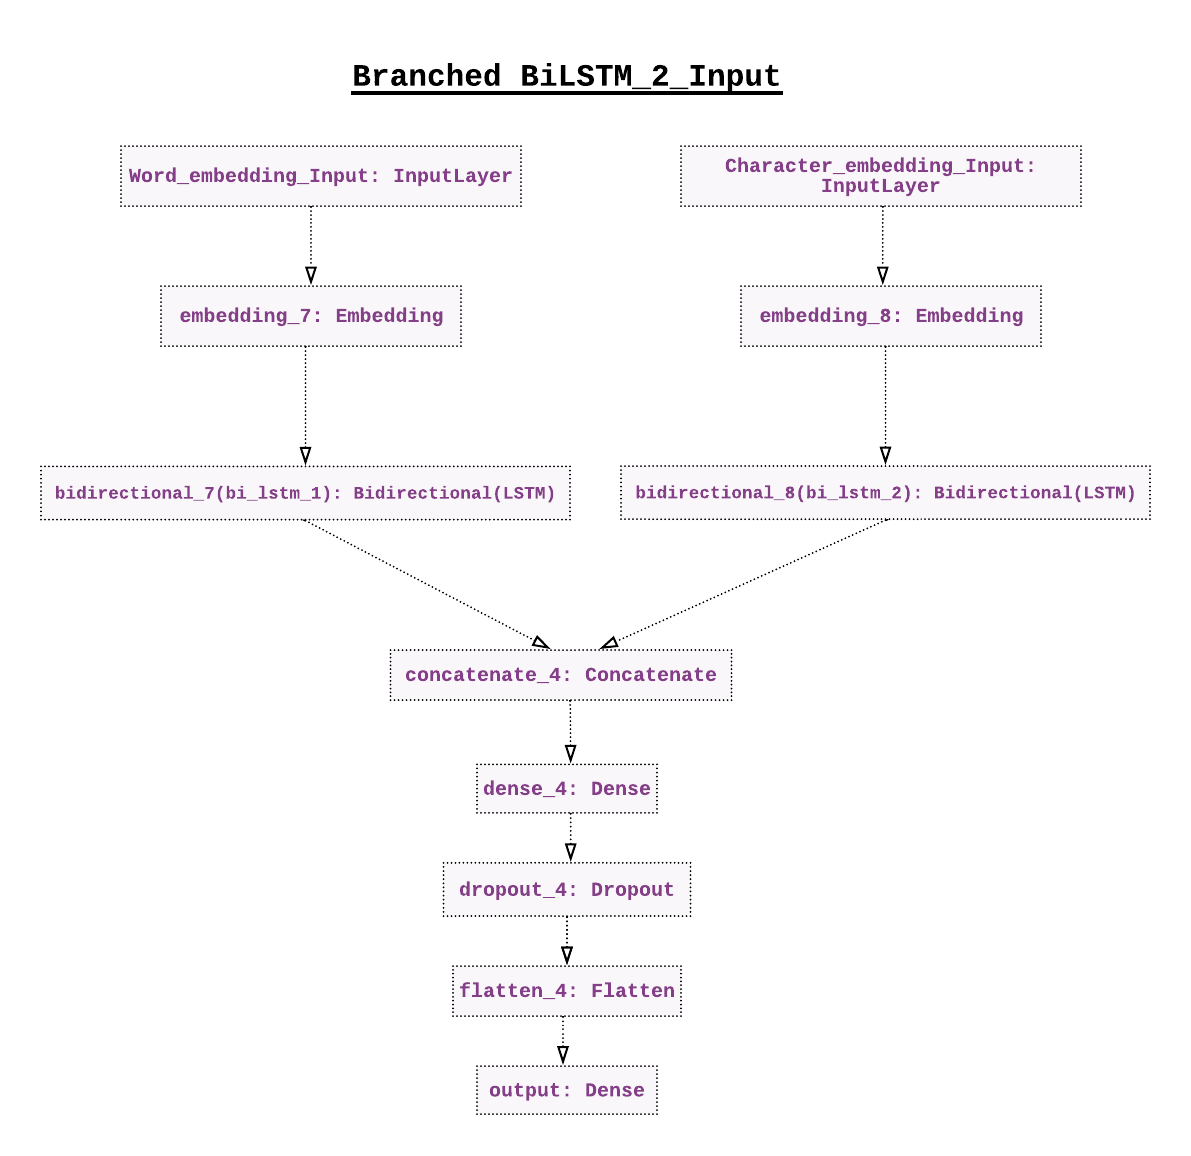 Branched BiLSTM_2_Input
Word_embedding_Input: InputLayer
Character_embedding_Input:
InputLayer
embedding_7: Embedding
embedding_8: Embedding
bidirectional_7(bi_lstm_1): Bidirectional(LSTM)
bidirectional_8(bi_lstm_2): Bidirectional(LSTM)
concatenate_4: Concatenate
dense_4: Dense
dropout_4: Dropout
flatten_4: Flatten
output: Dense